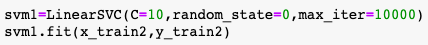 svm1=LinearSVC(C=10,random_state=0,max_iter=10000)
svm1.fit(x_train2,y_train2)